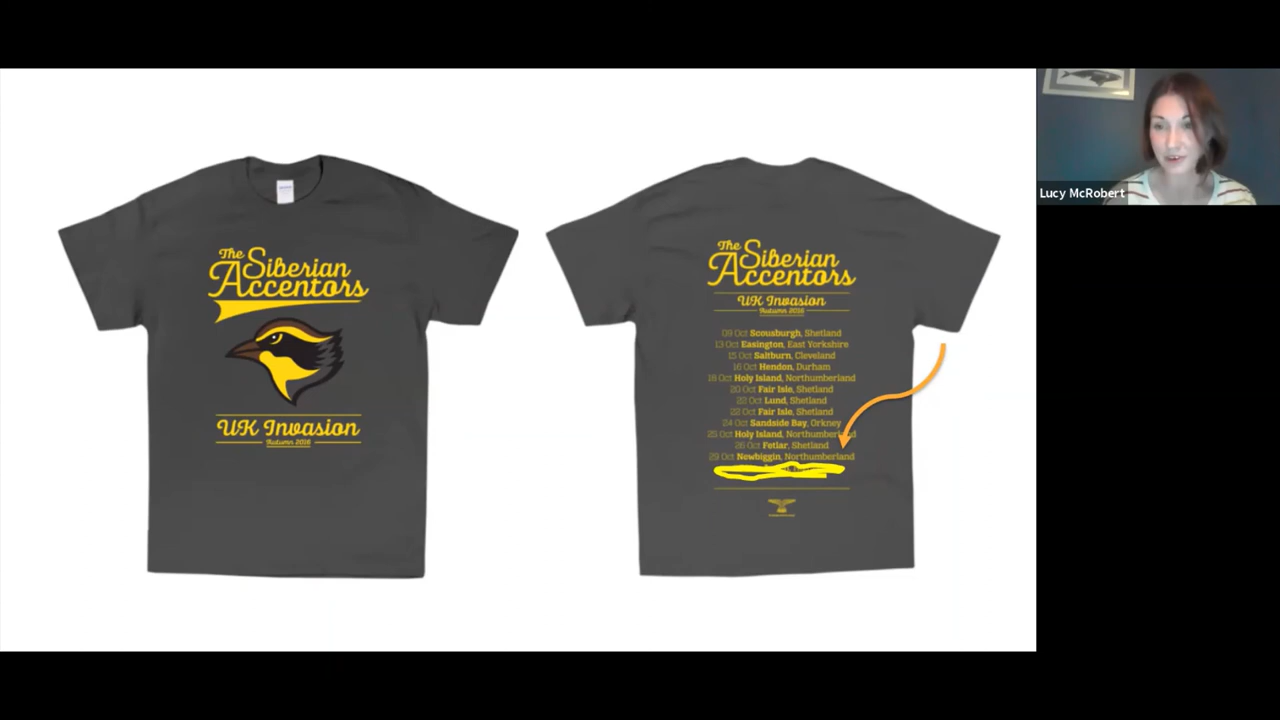 The
Siberian
Accentors
UK Invasion
Autumn 2016
The
Siberian
Accentors
UK Invasion
Autumn 2016
09 Oct Scousburgh, Shetland
13 Oct Easington, East Yorkshire
15 Oct Saltburn, Cleveland
16 Oct Hendon, Durham
18 Oct Holy Island, Northumberland
20 Oct Fair Isle, Shetland
22 Oct Lund, Shetland
22 Oct Fair Isle, Shetland
24 Oct Sandside Bay, Orkney
25 Oct Holy Island, Northumberland
26 Oct Fetlar, Shetland
29 Oct Newbiggin, Northumberland
Lucy McRobert